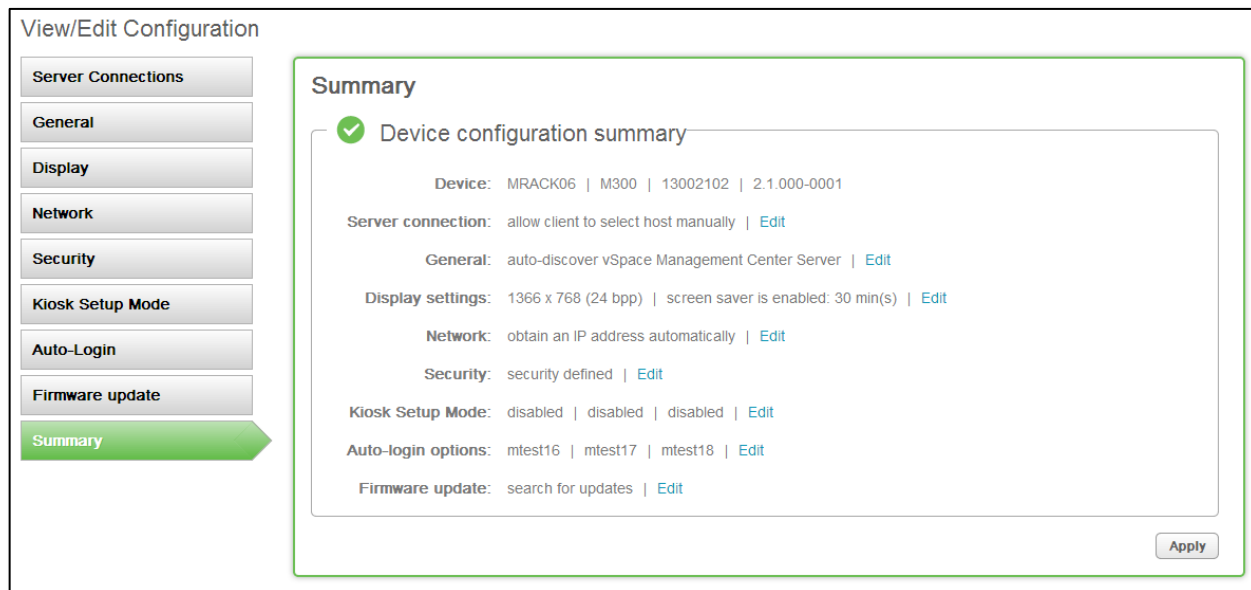 View/Edit Configuration
Server Connections
General
Display
Network
Security
Kiosk Setup Mode
Auto-Login
Firmware update
Summary
Summary
Device configuration summary
Device: MRACK06 | M300 | 13002102 | 2.1.000-0001
Server connection: allow client to select host manually | Edit
General: auto-discover vSpace Management Center Server | Edit
Display settings: 1366 x 768 (24 bpp) | screen saver is enabled: 30 min(s) | Edit
Network: obtain an IP address automatically | Edit
Security: security defined | Edit
Kiosk Setup Mode: disabled | disabled | disabled | Edit
Auto-login options: mtest16 | mtest17 | mtest18 | Edit
Firmware update: search for updates | Edit
Apply